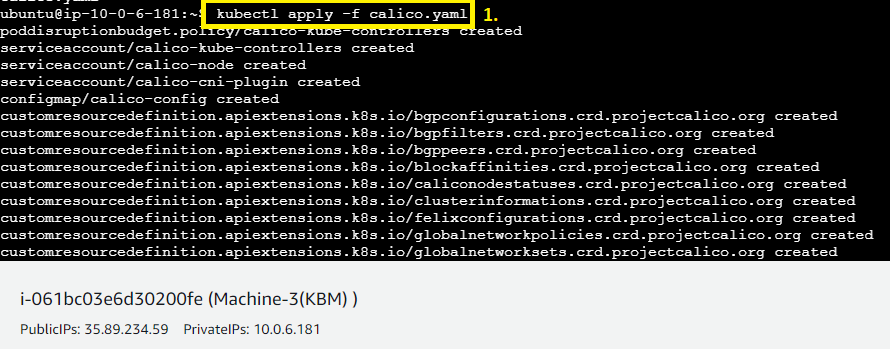 ubuntu@ip-10-0-6-181:~$ kubectl apply -f calico.yaml 1.
poddisruptionbudget.policy/calico-kube-controllers created
serviceaccount/calico-kube-controllers created
serviceaccount/calico-node created
serviceaccount/calico-cni-plugin created
configmap/calico-config created
customresourcedefinition.apiextensions.k8s.io/bgpconfigurations.crd.projectcalico.org created
customresourcedefinition.apiextensions.k8s.io/bgpfilters.crd.projectcalico.org created
customresourcedefinition.apiextensions.k8s.io/bgppeers.crd.projectcalico.org created
customresourcedefinition.apiextensions.k8s.io/blockaffinities.crd.projectcalico.org created
customresourcedefinition.apiextensions.k8s.io/caliconodestatuses.crd.projectcalico.org created
customresourcedefinition.apiextensions.k8s.io/clusterinformations.crd.projectcalico.org created
customresourcedefinition.apiextensions.k8s.io/felixconfigurations.crd.projectcalico.org created
customresourcedefinition.apiextensions.k8s.io/globalnetworkpolicies.crd.projectcalico.org created
customresourcedefinition.apiextensions.k8s.io/globalnetworksets.crd.projectcalico.org created
i-061bc03e6d30200fe (Machine-3(KBM) )
PublicIPs: 35.89.234.59 PrivateIPs: 10.0.6.181